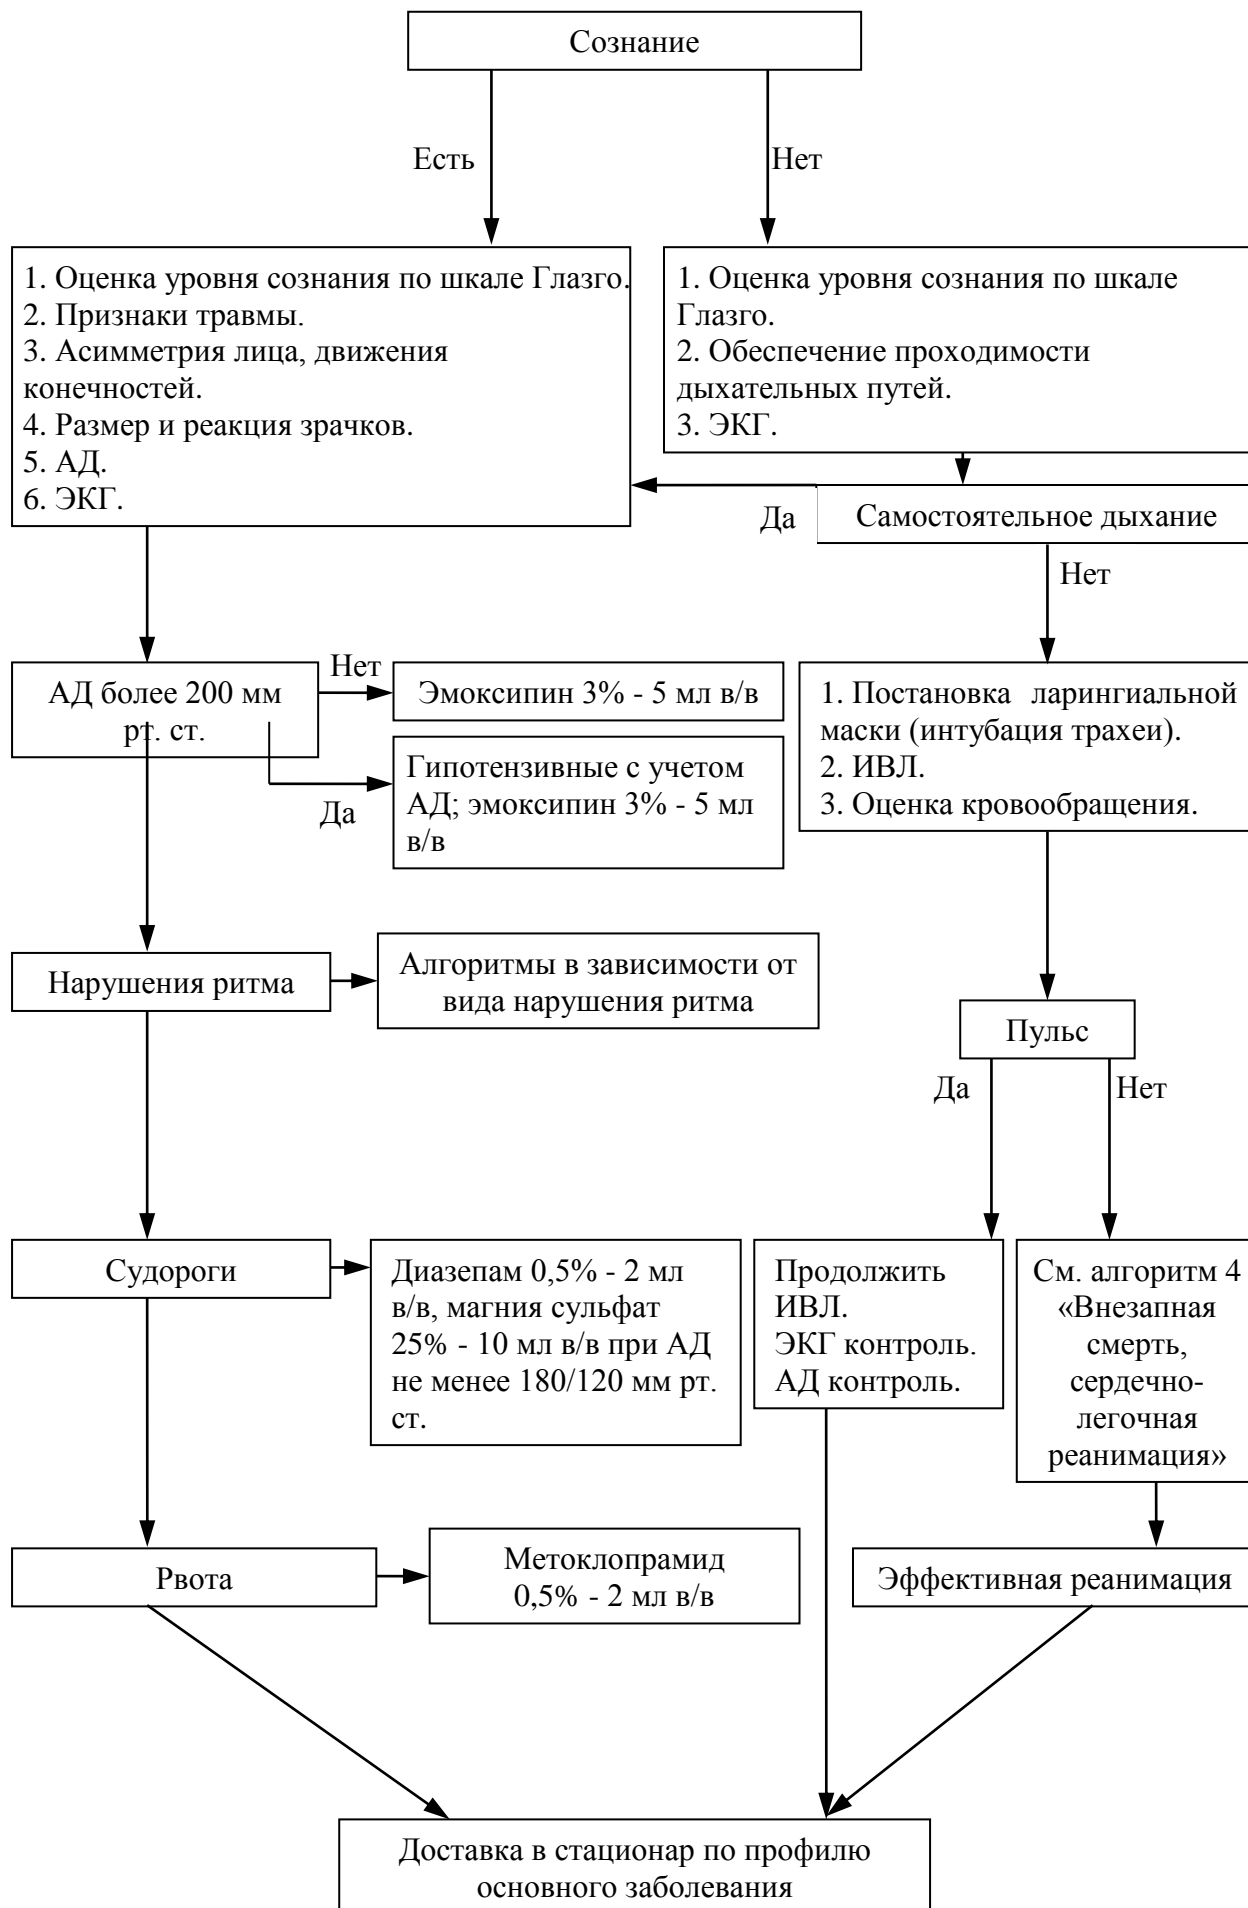 Сознание
Есть
Нет
1. Оценка уровня сознания по шкале Глазго.
2. Признаки травмы.
3. Асимметрия лица, движения
конечностей.
4. Размер и реакция зрачков.
5. АД.
6. ЭКГ.
1. Оценка уровня сознания по шкале
Глазго.
2. Обеспечение проходимости
дыхательных путей.
3. ЭКГ.
Да
Самостоятельное дыхание
Нет
АД более 200 мм
рт. ст.
Нет
Эмоксипин 3% - 5 мл в/в
Да
Гипотензивные с учетом
АД; эмоксипин 3% - 5 мл
в/в
1. Постановка ларингиальной
маски (интубация трахеи).
2. ИВЛ.
3. Оценка кровообращения.
Нарушения ритма
Алгоритмы в зависимости от
вида нарушения ритма
Пульс
Да
Нет
Судороги
Диазепам 0,5% - 2 мл
в/в, магния сульфат
25% - 10 мл в/в при АД
не менее 180/120 мм рт.
ст.
Продолжить
ИВЛ.
ЭКГ контроль.
АД контроль.
См. алгоритм 4
«Внезапная
смерть,
сердечно-
легочная
реанимация»
Рвота
Метоклопрамид
0,5% - 2 мл в/в
Эффективная реанимация
Доставка в стационар по профилю
основного заболевания